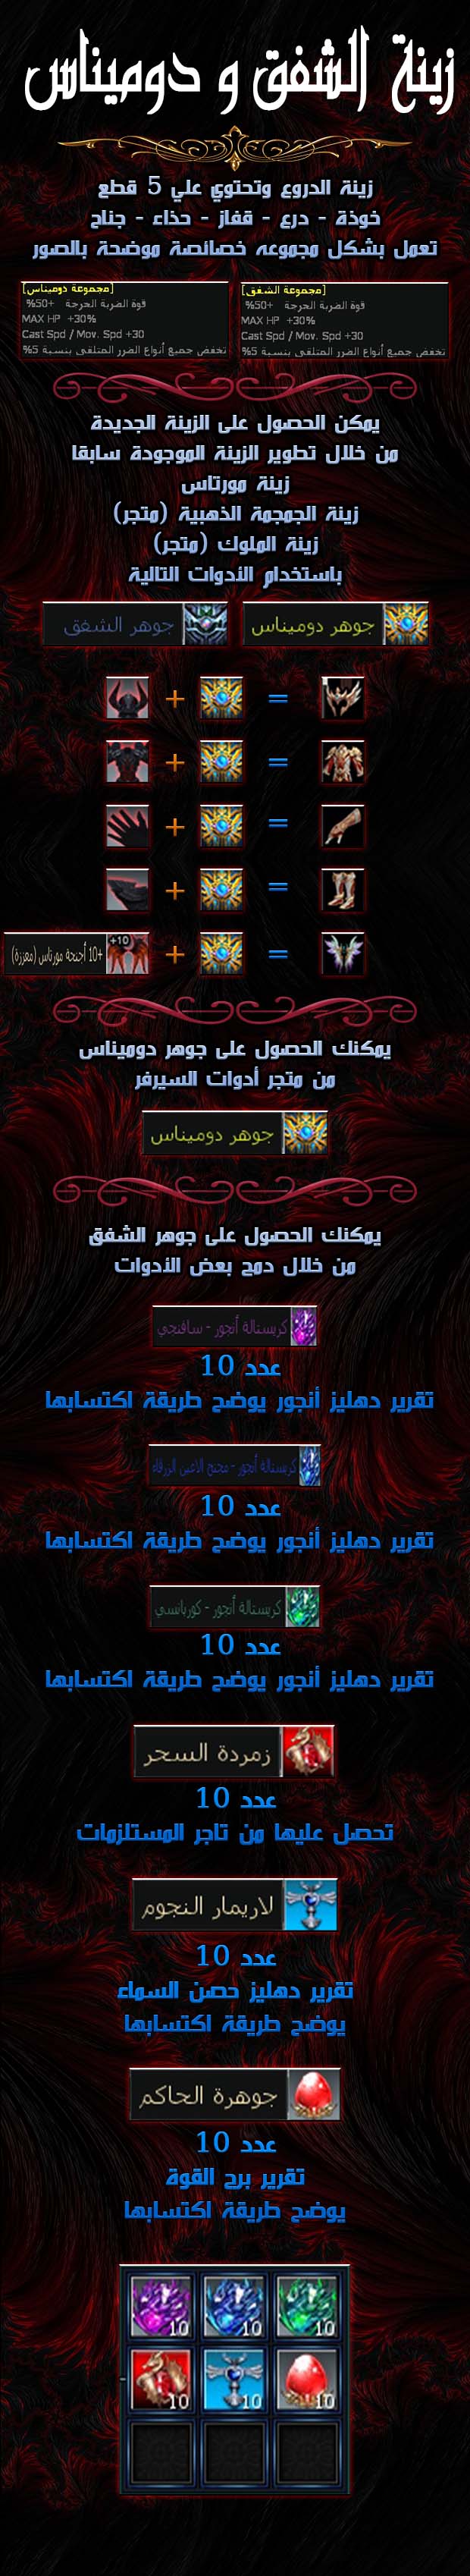 زينة الشفق و دوميناس
زينة الدروع وتحتوي علي 5 قطع
خوذة - درع - قفاز - حذاء - جناح
تعمل بشكل مجموعه خصائصة موضحة بالصور
[مجموعة الشفق]
قوة الضربة الحرجة +50%
MAX HP +30%
Cast Spd / Mov. Spd +30
تخفض جميع أنواع الضرر المتلقى بنسبة 5%
[مجموعة دوميناس]
قوة الضربة الحرجة +50%
MAX HP +30%
Cast Spd / Mov. Spd +30
تخفض جميع أنواع الضرر المتلقى بنسبة 5%
يمكن الحصول على الزينة الجديدة
من خلال تطوير الزينة الموجودة سابقا
زينة مورتاس
زينة الجمجمة الذهبية (متجر)
زينة الملوك (متجر)
باستخدام الأدوات التالية
جوهر دوميناس
جوهر الشفق
+ =
+ =
+ =
+ =
+10 أجنحة مورتاس (معززة) +10 + =
يمكنك الحصول على جوهر دوميناس
من متجر أدوات السيرفر
جوهر دوميناس
يمكنك الحصول على جوهر الشفق
من خلال دمج بعض الأدوات
كريستالة أنجور - سافنجي
عدد 10
تقرير دهليز أنجور يوضح طريقة اكتسابها
كريستالة أنجور - مجنح الاعين الزرقاء
عدد 10
تقرير دهليز أنجور يوضح طريقة اكتسابها
كريستالة أنجور - كوربانسي
عدد 10
تقرير دهليز أنجور يوضح طريقة اكتسابها
زمردة السحر
عدد 10
تحصل عليها من تاجر المستلزمات
لاريمار النجوم
عدد 10
تقرير دهليز حصن السماء
يوضح طريقة اكتسابها
جوهرة الحاكم
عدد 10
تقرير برج القوة
يوضح طريقة اكتسابها
10 10 10
10 10 10